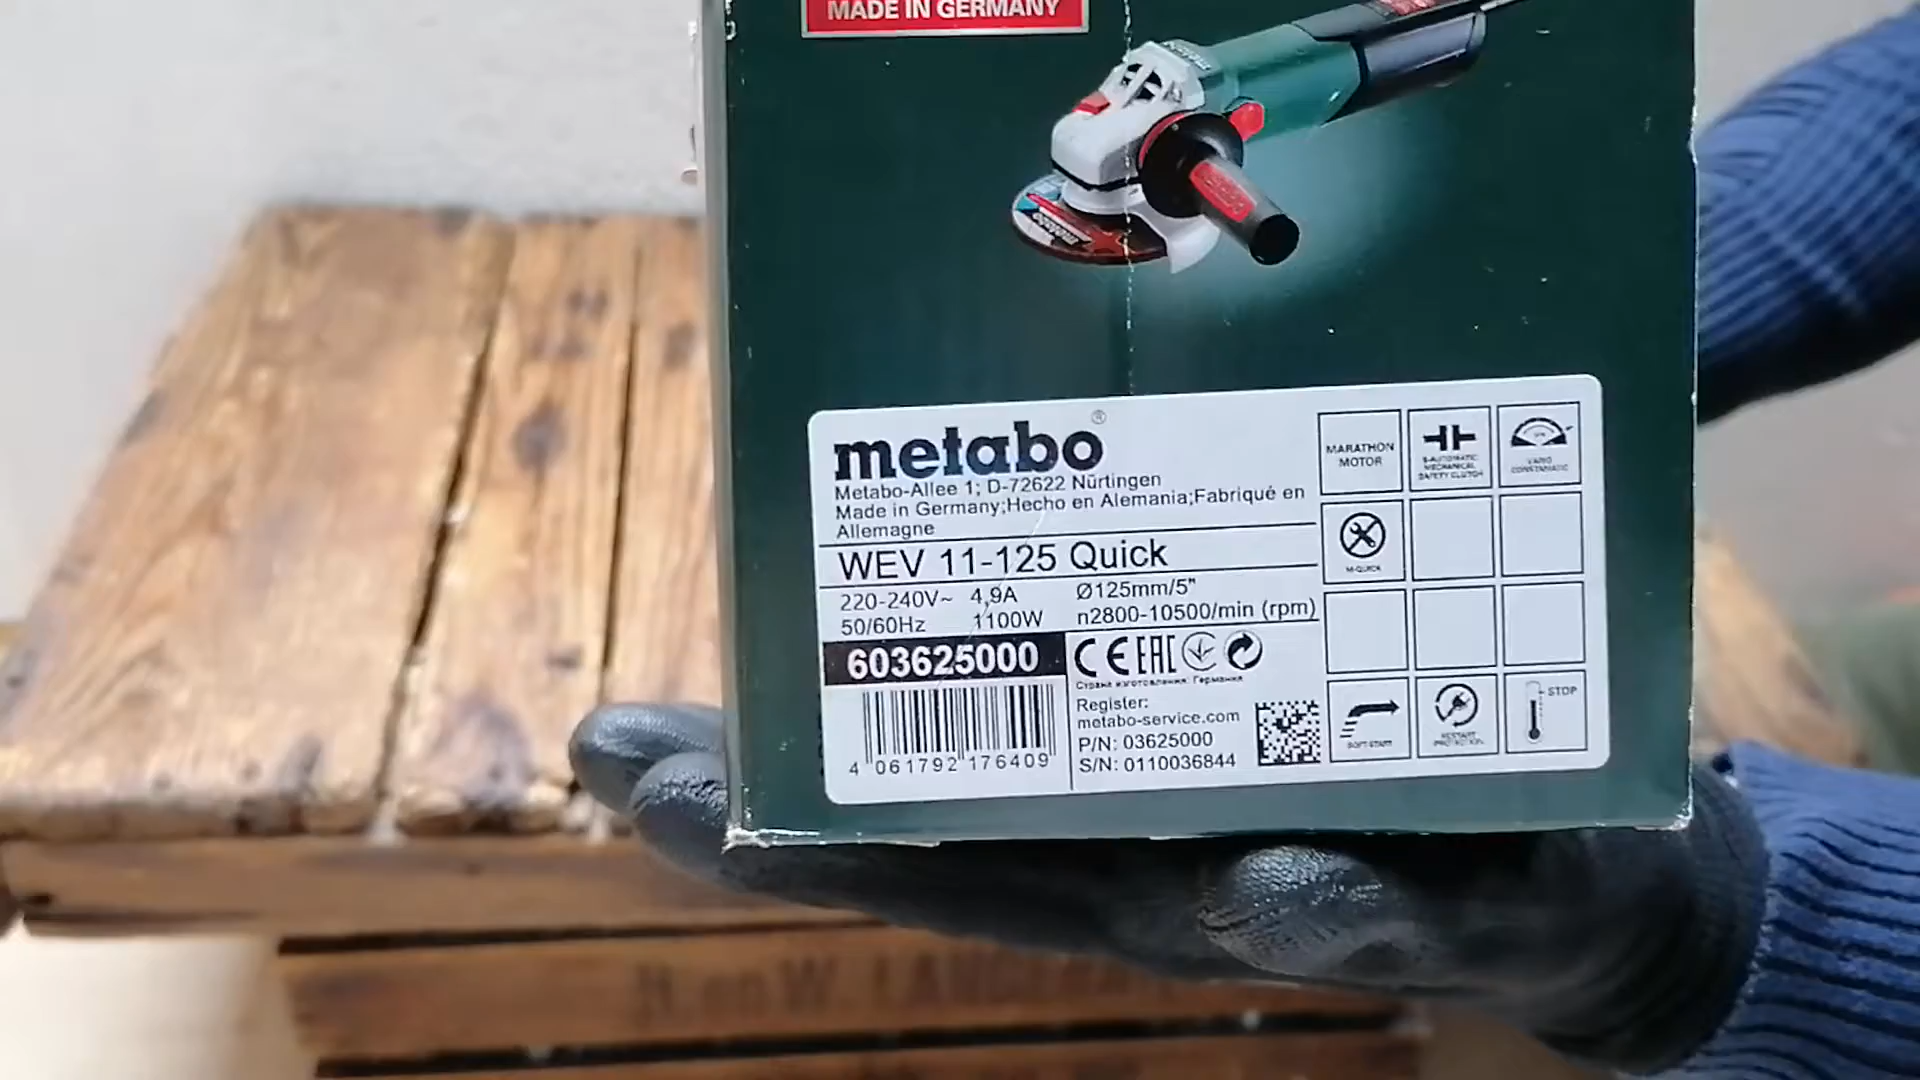 MADE IN GERMANY
metabo
metabo®
Metabo-Allee 1; D-72622 Nürtingen
Made in Germany;Hecho en Alemania;Fabriqué en
Allemagne
WEV 11-125 Quick
220-240V~ 4,9A Ø125mm/5"
50/60Hz 1100W n2800-10500/min (rpm)
603625000
CE EAC
Страна изготовления: Германия
4 061792 176409
Register:
metabo-service.com
P/N: 03625000
S/N: 0110036844
MARATHON
MOTOR
S-AUTOMATIC
MECHANICAL
SAFETY CLUTCH
VARIO
CONSTAMATIC
M-QUICK
SOFT START
RESTART
PROTECTION
STOP